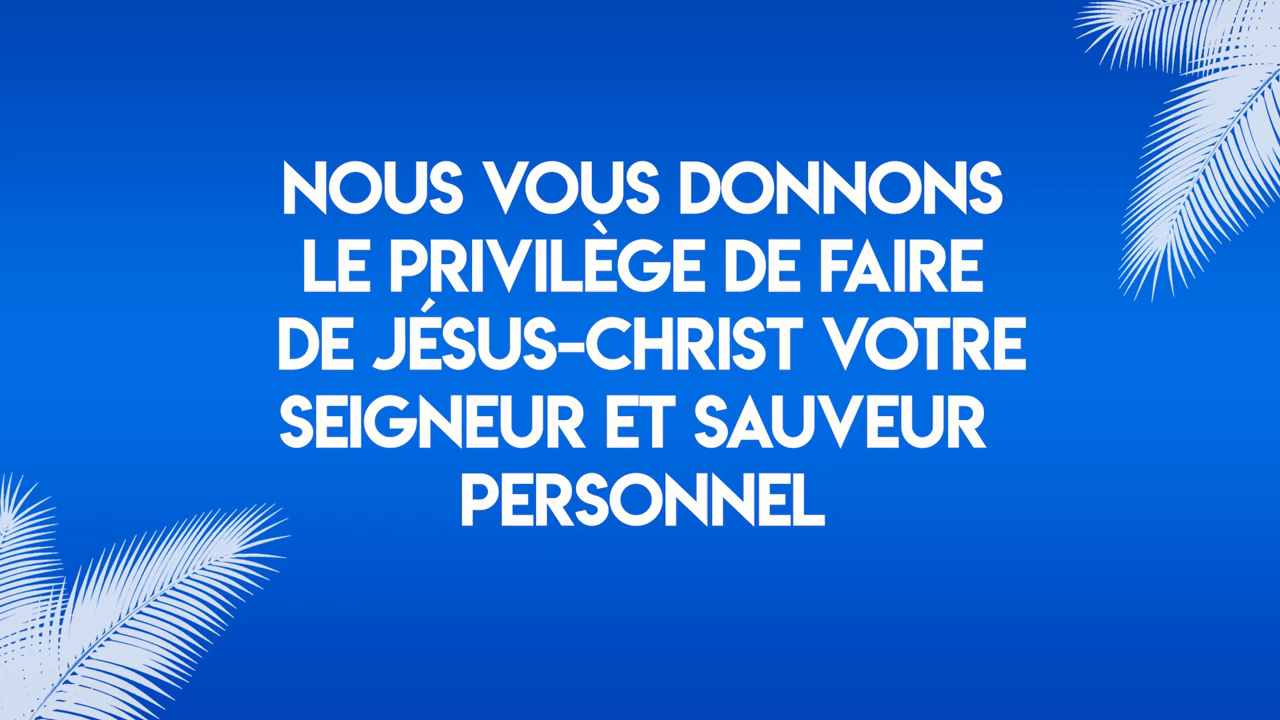 NOUS VOUS DONNONS
LE PRIVILÈGE DE FAIRE
DE JÉSUS-CHRIST VOTRE
SEIGNEUR ET SAUVEUR
PERSONNEL